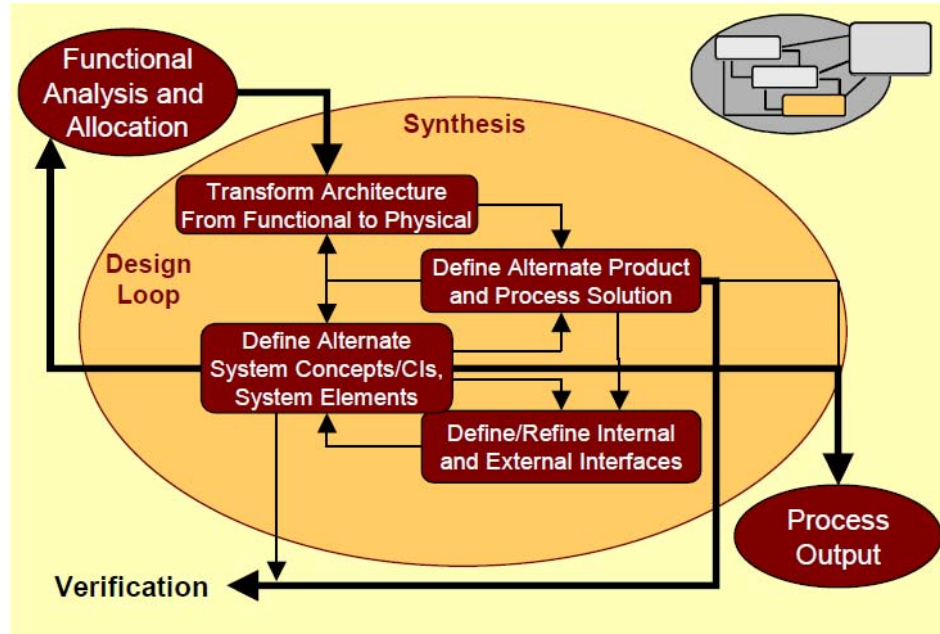 Functional
Analysis and
Allocation
Synthesis
Transform Architecture
From Functional to Physical
Design
Loop
Define Alternate Product
and Process Solution
Define Alternate
System Concepts/CIs,
System Elements
Define/Refine Internal
and External Interfaces
Process
Output
Verification